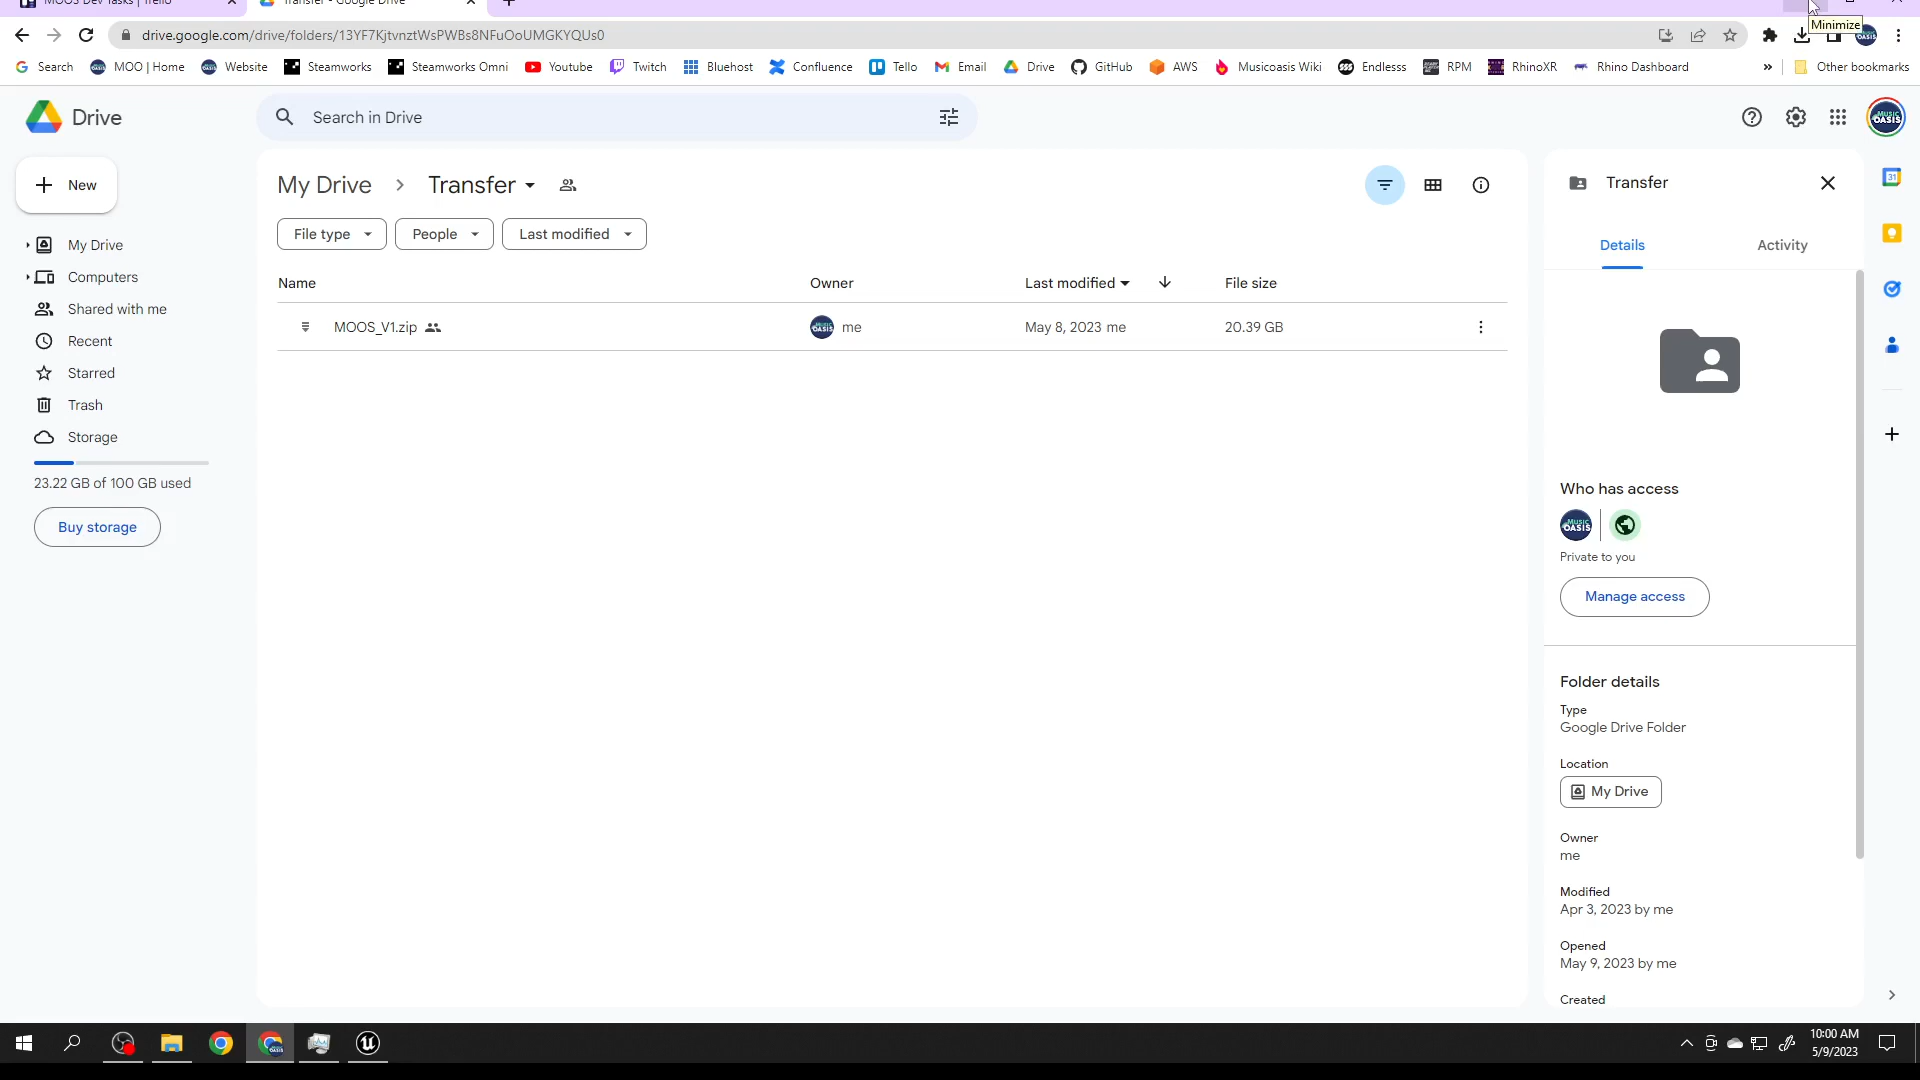 MOOS Dev Tasks | Trello
Transfer - Google Drive
Minimize
drive.google.com/drive/folders/13YF7KjtvnztWsPWBs8NFuOoUMGKYQUs0
Search
MOO | Home
Website
Steamworks
Steamworks Omni
Youtube
Twitch
Bluehost
Confluence
Tello
Email
Drive
GitHub
AWS
Musicoasis Wiki
Endlesss
RPM
RhinoXR
Rhino Dashboard
»
Other bookmarks
Drive
Search in Drive
New
My Drive
Computers
Shared with me
Recent
Starred
Trash
Storage
23.22 GB of 100 GB used
Buy storage
My Drive > Transfer
File type
People
Last modified
Name
Owner
Last modified
File size
MOOS_V1.zip
me
May 8, 2023 me
20.39 GB
Transfer
Details
Activity
Who has access
Private to you
Manage access
Folder details
Type
Google Drive Folder
Location
My Drive
Owner
me
Modified
Apr 3, 2023 by me
Opened
May 9, 2023 by me
Created
31
MUSIC OASIS
10:00 AM
5/9/2023